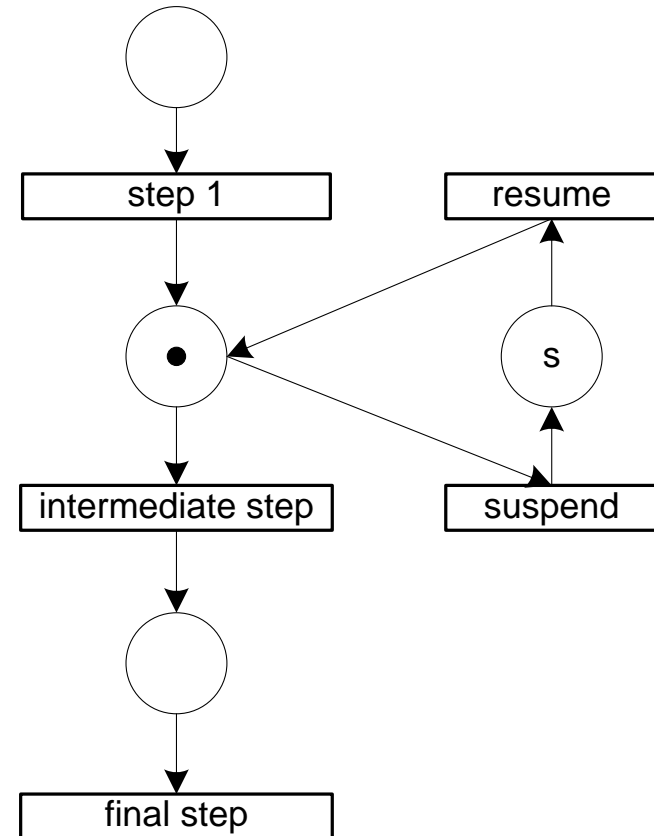 step 1
resume
s
intermediate step
suspend
final step